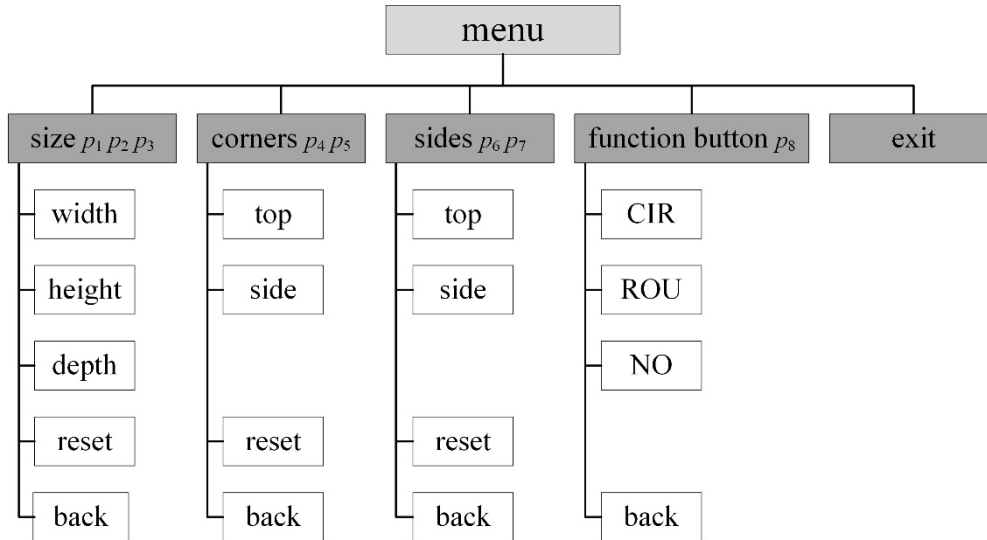 menu
size p₁ p₂ p₃
corners p₄ p₅
sides p₆ p₇
function button p₈
exit
width
height
depth
reset
back
top
side
reset
back
top
side
reset
back
CIR
ROU
NO
back